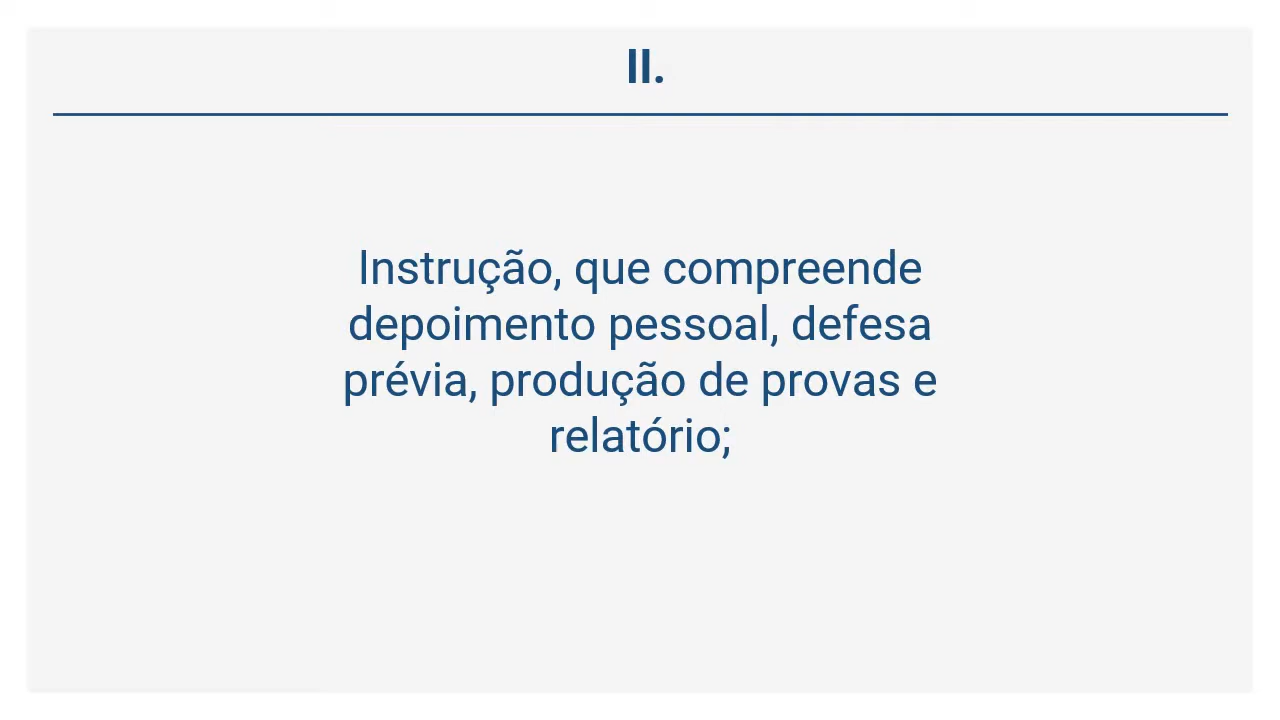 II.
Instrução, que compreende
depoimento pessoal, defesa
prévia, produção de provas e
relatório;